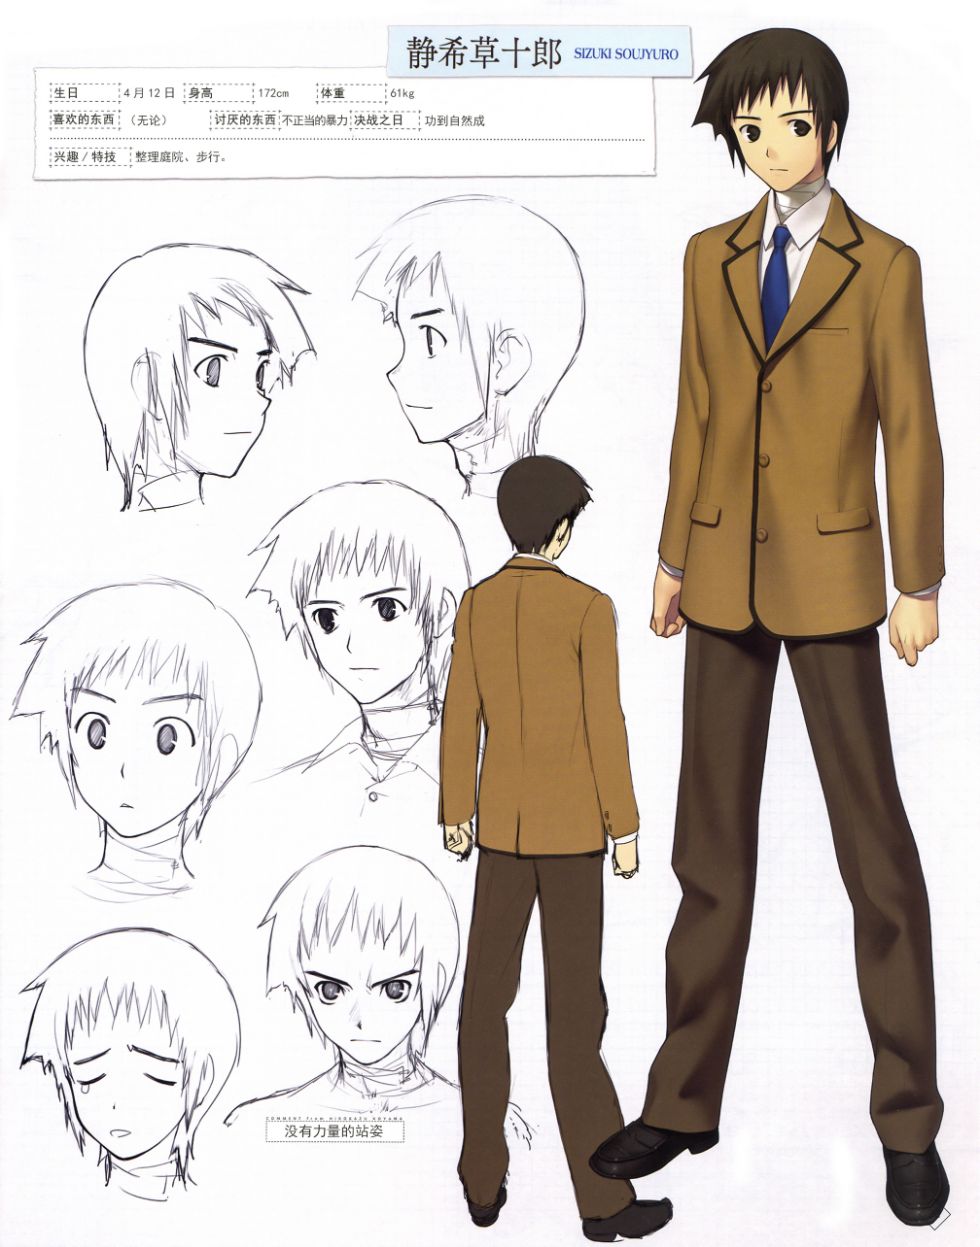 静希草十郎 SIZUKI SOUJYURO
生日 4月12日 身高 172cm 体重 61kg
喜欢的东西 （无论） 讨厌的东西 不正当的暴力 决战之日 功到自然成
兴趣/特技 整理庭院、步行。
COMMENT from HIROKAZU KOYAMA
没有力量的站姿